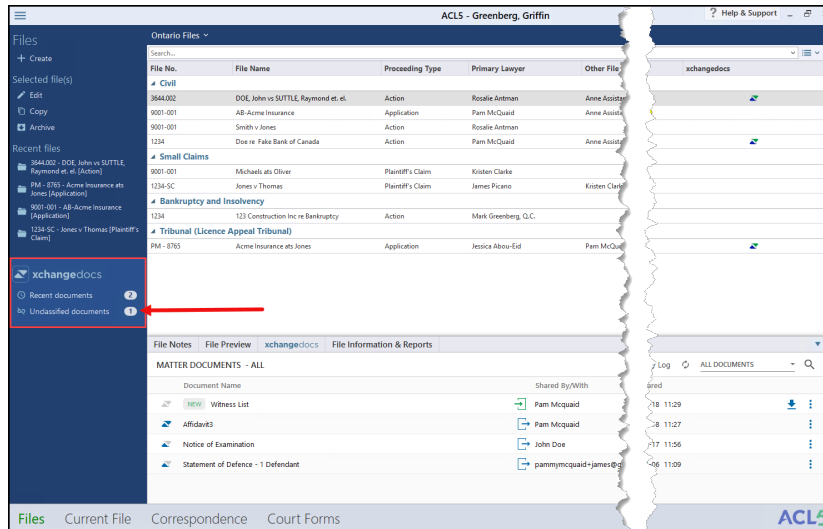 ACL5 - Greenberg, Griffin
? Help & Support
Files
+ Create
Selected file(s)
Edit
Copy
Archive
Recent files
3644.002 - DOE, John vs SUTTLE,
Raymond et. el. [Action]
PM - 8765 - Acme Insurance ats
Jones [Application]
9001-001 - AB-Acme Insurance
[Application]
1234-SC - Jones v Thomas [Plaintiff's
Claim]
xchangedocs
Recent documents 2
Unclassified documents 1
Ontario Files
Search...
File No. File Name Proceeding Type Primary Lawyer Other File xchangedocs
Civil
3644.002 DOE, John vs SUTTLE, Raymond et. el. Action Rosalie Antman Anne Assista
9001-001 AB-Acme Insurance Application Pam McQuaid Anne Assista
9001-001 Smith v Jones Action Rosalie Antman
1234 Doe re Fake Bank of Canada Action Pam McQuaid Anne Assista
Small Claims
9001-001 Michaels ats Oliver Plaintiff's Claim Kristen Clarke
1234-SC Jones v Thomas Plaintiff's Claim James Picano Kristen Clark
Bankruptcy and Insolvency
1234 123 Construction Inc re Bankruptcy Action Mark Greenberg, Q.C.
Tribunal (Licence Appeal Tribunal)
PM - 8765 Acme Insurance ats Jones Application Jessica Abou-Eid Pam McQu
File Notes File Preview xchangedocs File Information & Reports
MATTER DOCUMENTS - ALL Log ALL DOCUMENTS
Document Name Shared By/With ared
NEW Witness List Pam Mcquaid -18 11:29
Affidavit3 Pam Mcquaid 11:27
Notice of Examination John Doe -17 11:56
Statement of Defence - 1 Defendant pammymcquaid+james@g -06 11:09
Files Current File Correspondence Court Forms ACL5